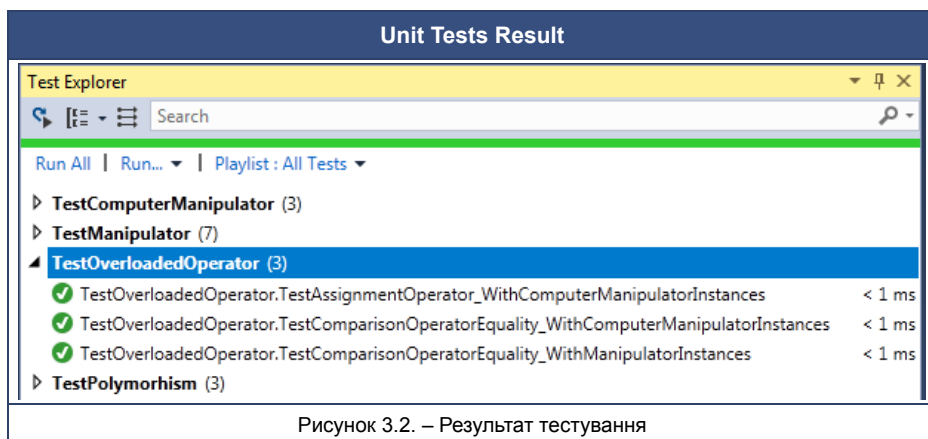 Unit Tests Result
Test Explorer
Search
Run All | Run... | Playlist : All Tests
TestComputerManipulator (3)
TestManipulator (7)
TestOverloadedOperator (3)
TestOverloadedOperator.TestAssignmentOperator_WithComputerManipulatorInstances < 1 ms
TestOverloadedOperator.TestComparisonOperatorEquality_WithComputerManipulatorInstances < 1 ms
TestOverloadedOperator.TestComparisonOperatorEquality_WithManipulatorInstances < 1 ms
TestPolymorhism (3)
Рисунок 3.2. – Результат тестування